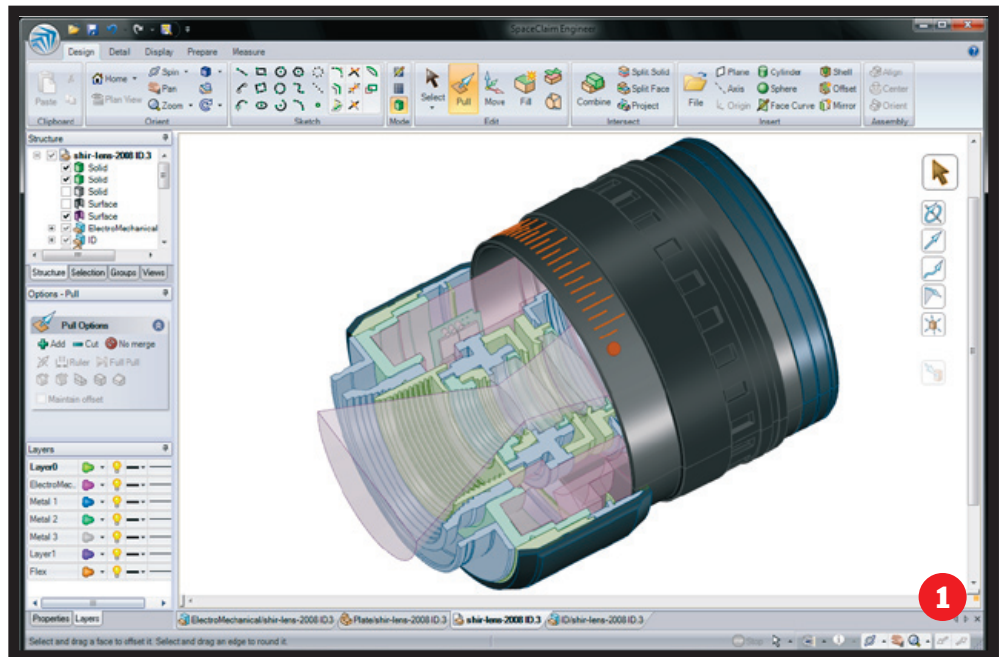 SpaceClaim Engineer
Design Detail Display Prepare Measure
Paste
Home
Plan View
Spin
Pan
Zoom
Clipboard
Orient
Sketch
Mode
Select
Pull
Move
Fill
Edit
Combine
Split Solid
Split Face
Project
Intersect
File
Plane
Axis
Origin
Cylinder
Sphere
Face Curve
Shell
Offset
Mirror
Insert
Align
Center
Orient
Assembly
Structure
shir-lens-2008 ID.3
Solid
Solid
Solid
Surface
Surface
ElectroMechanical
ID
Structure Selection Groups Views
Options - Pull
Pull Options
Add Cut No merge
Ruler Full Pull
Maintain offset
Layers
Layer0
ElectroMec..
Metal 1
Metal 2
Metal 3
Layer1
Flex
Properties Layers
ElectroMechanical/shir-lens-2008 ID.3 Plate/shir-lens-2008 ID.3 shir-lens-2008 ID.3 ID/shir-lens-2008 ID.3
Select and drag a face to offset it. Select and drag an edge to round it.
Stop
1